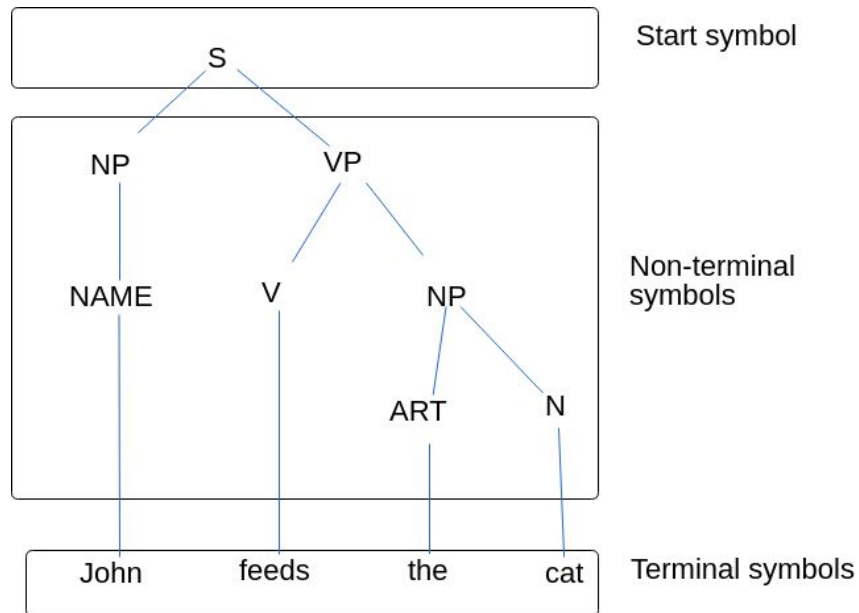 S
Start symbol
NP
VP
NAME
V
NP
Non-terminal
symbols
ART
N
John
feeds
the
cat
Terminal symbols